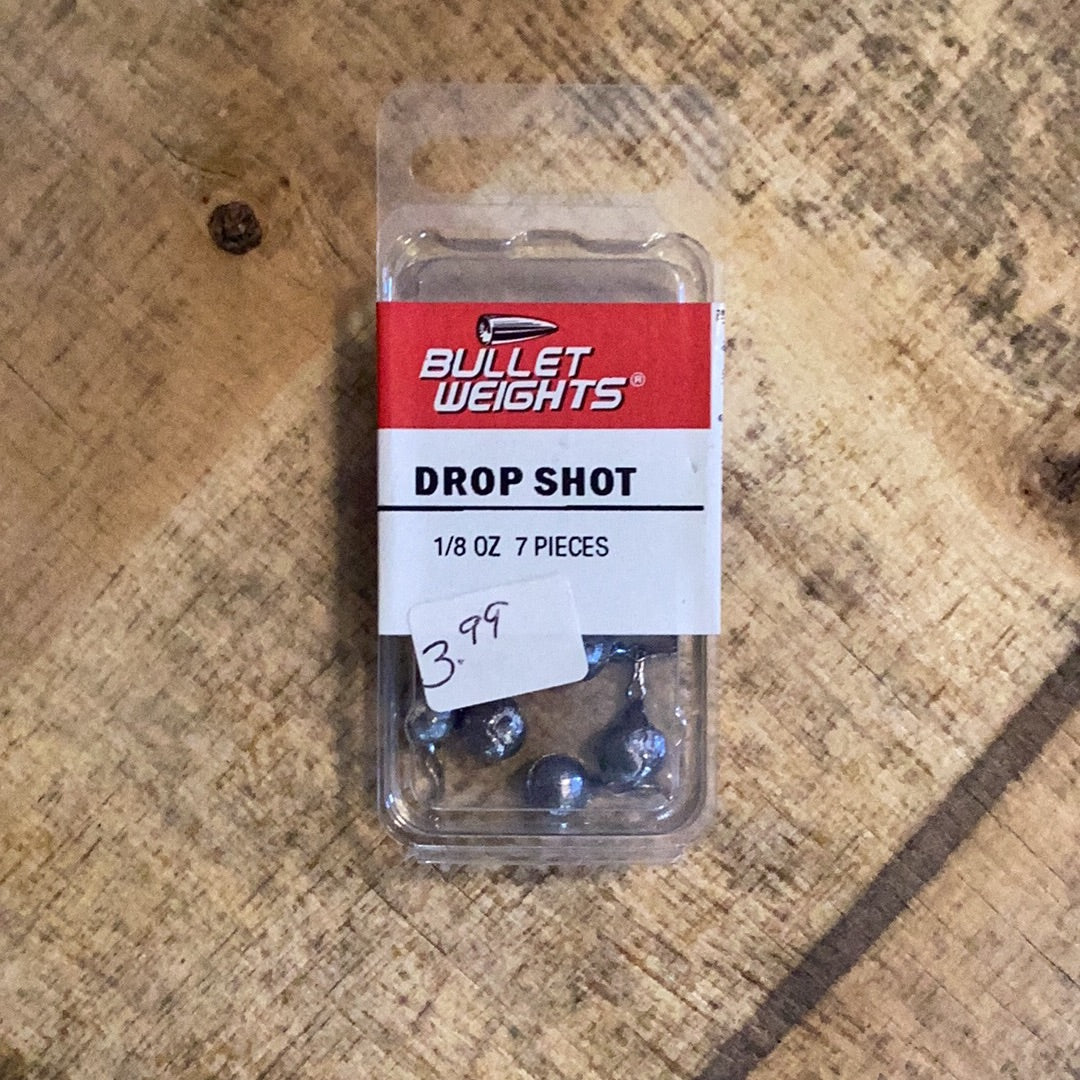 BULLET
WEIGHTS®
DROP SHOT
1/8 OZ 7 PIECES
3.99